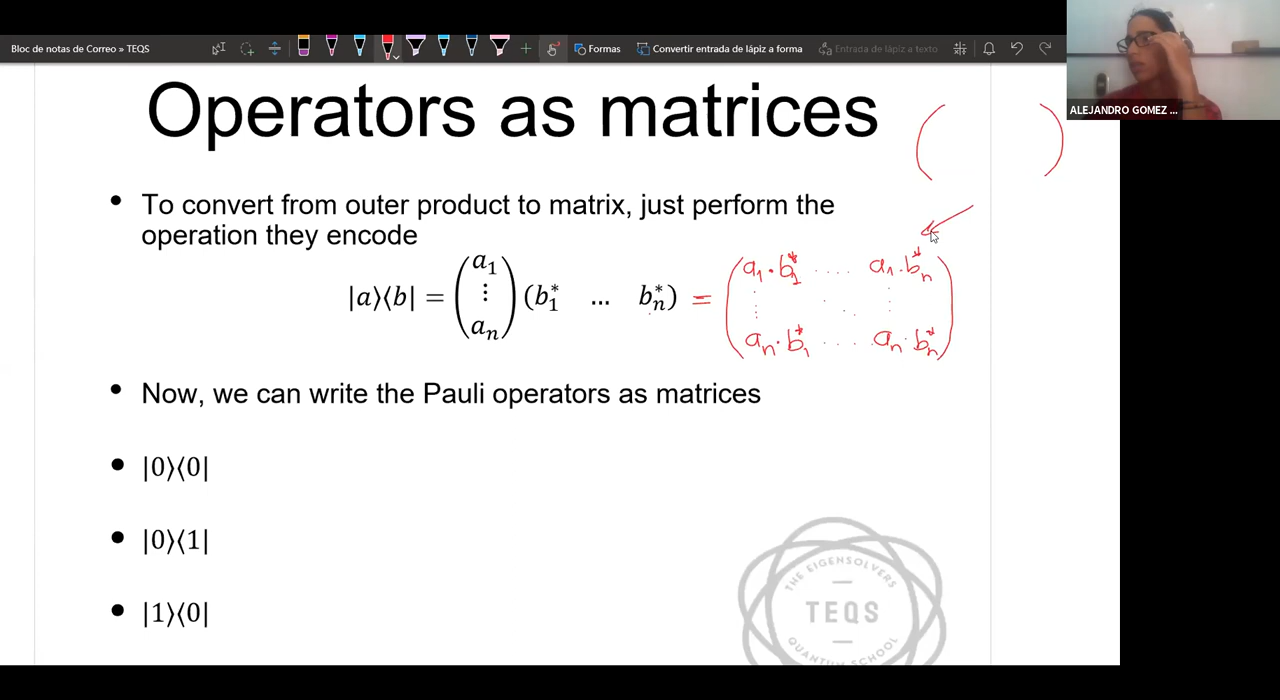 Bloc de notas de Correo » TEQS
Formas
Convertir entrada de lápiz a forma
Entrada de lápiz a texto
ALEJANDRO GOMEZ ...
Operators as matrices
• To convert from outer product to matrix, just perform the
operation they encode
|a⟩⟨b| = (a₁ ⋮ aₙ) (b₁* … bₙ*) = (a₁·b₁* .... a₁·bₙ* ⋮ ⋱ ⋮ aₙ·b₁* .... aₙ·bₙ*)
• Now, we can write the Pauli operators as matrices
• |0⟩⟨0|
• |0⟩⟨1|
• |1⟩⟨0|
THE EIGENSOLVERS
TEQS
QUANTUM SCHOOL